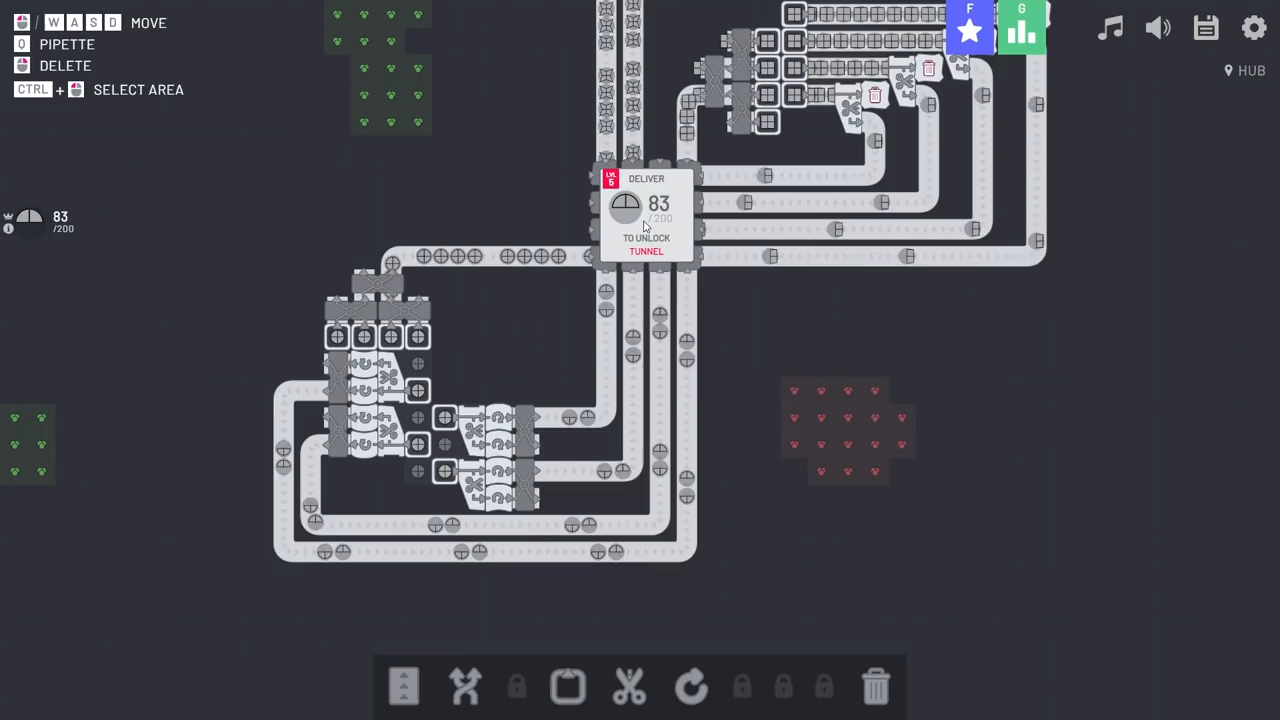 / W A S D MOVE
Q PIPETTE
DELETE
CTRL + SELECT AREA
F
G
HUB
LVL 5
DELIVER
83
/200
TO UNLOCK
TUNNEL
83
/200